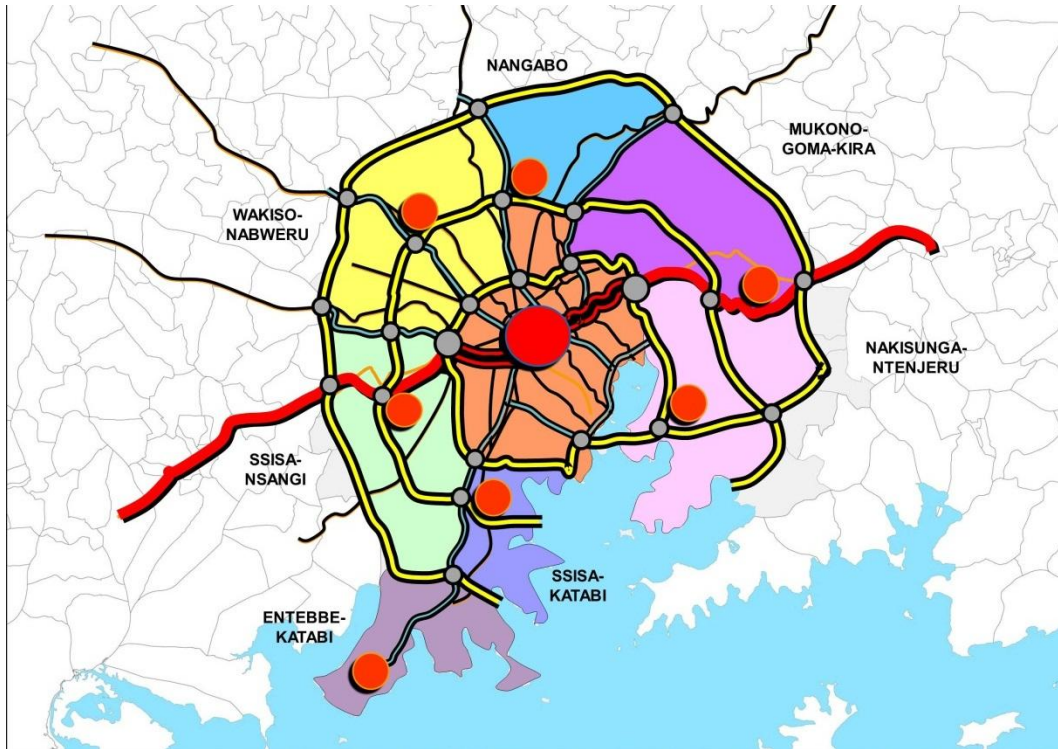 NANGABO
MUKONO-
GOMA-KIRA
WAKISO-
NABWERU
NAKISUNGA-
NTENJERU
SSISA-
NSANGI
SSISA-
KATABI
ENTEBBE-
KATABI